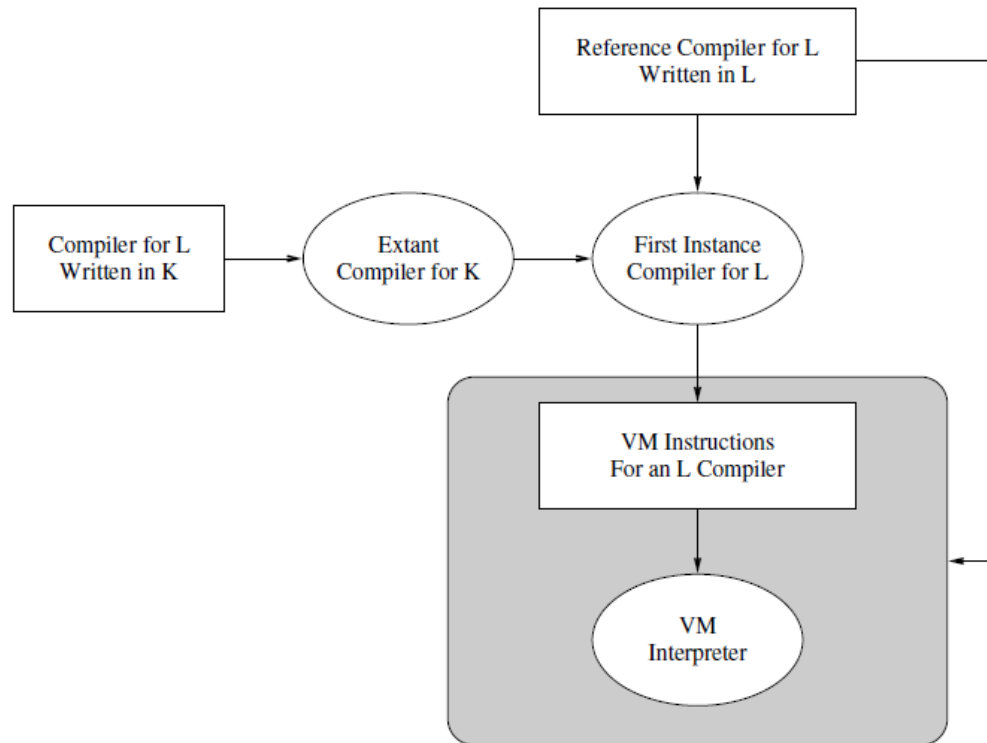 Reference Compiler for L
Written in L
Compiler for L
Written in K
Extant
Compiler for K
First Instance
Compiler for L
VM Instructions
For an L Compiler
VM
Interpreter